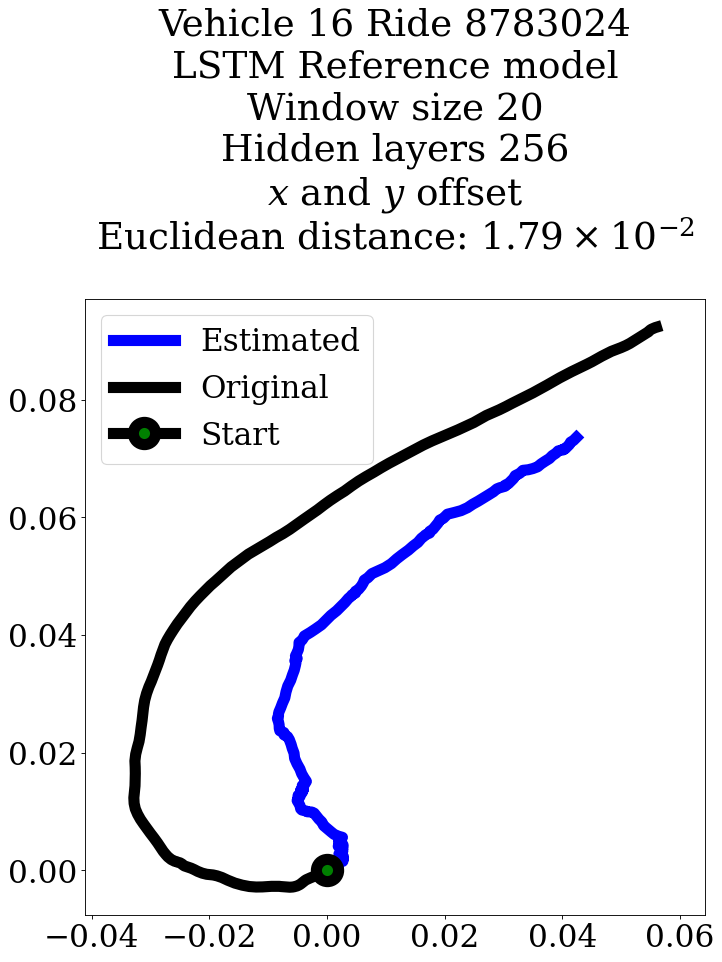 Vehicle 16 Ride 8783024
LSTM Reference model
Window size 20
Hidden layers 256
x and y offset
Euclidean distance: 1.79 × 10⁻²
Estimated
Original
Start
0.08
0.06
0.04
0.02
0.00
−0.04 −0.02 0.00 0.02 0.04 0.06